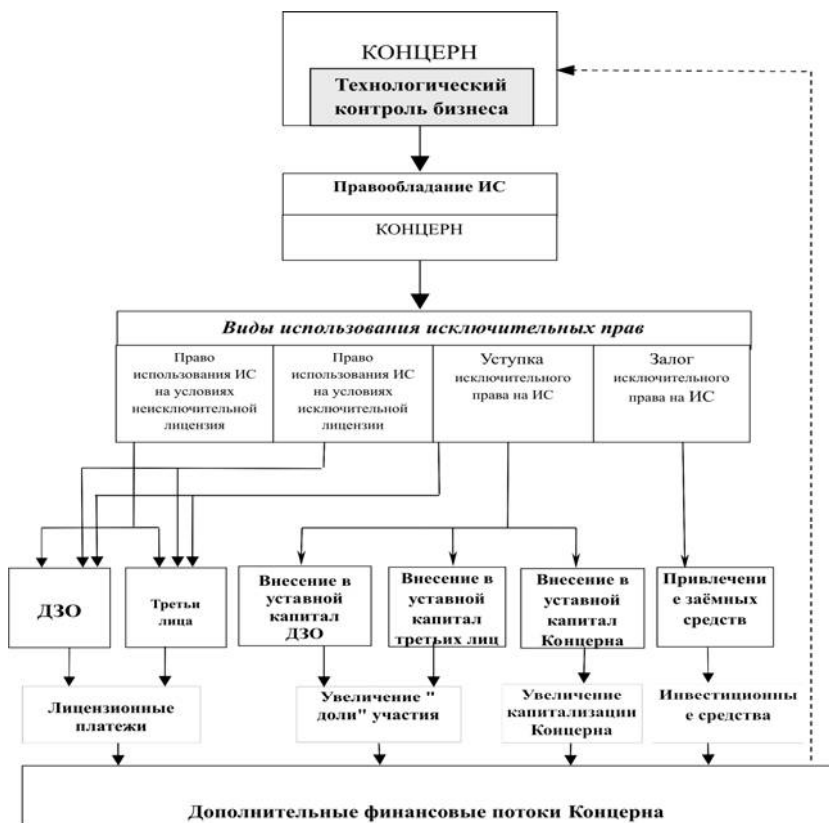 КОНЦЕРН
Технологический
контроль бизнеса
Правообладание ИС
КОНЦЕРН
Виды использования исключительных прав
Право
использования ИС
на условиях
неисключительной
лицензия
Право
использования ИС
на условиях
исключительной
лицензии
Уступка
исключительного
права на ИС
Залог
исключительного
права на ИС
ДЗО
Третьи
лица
Внесение в
уставной
капитал
ДЗО
Внесение в
уставной
капитал
третьих лиц
Внесение в
уставной
капитал
Концерна
Привлечени
е заёмных
средств
Лицензионные
платежи
Увеличение "
доли" участия
Увеличение
капитализации
Концерна
Инвестиционны
е средства
Дополнительные финансовые потоки Концерна